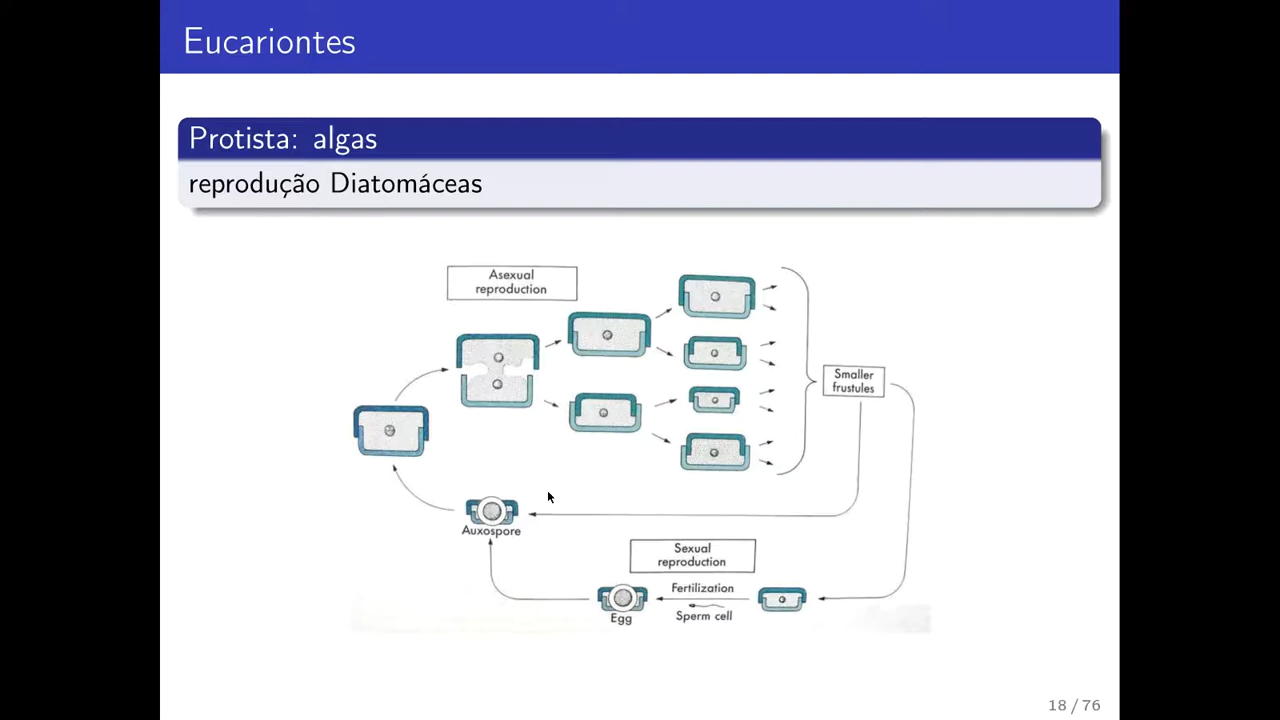 Eucariontes
Protista: algas
reprodução Diatomáceas
Asexual
reproduction
Smaller
frustules
Auxospore
Sexual
reproduction
Fertilization
Sperm cell
Egg
18 / 76